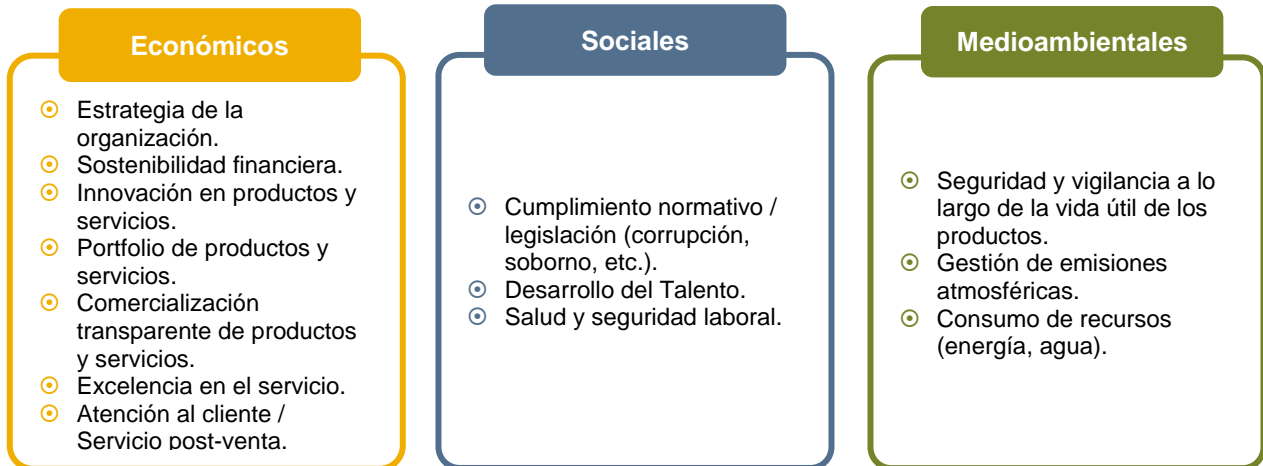 Económicos
Estrategia de la
organización.
Sostenibilidad financiera.
Innovación en productos y
servicios.
Portfolio de productos y
servicios.
Comercialización
transparente de productos
y servicios.
Excelencia en el servicio.
Atención al cliente /
Servicio post-venta.
Sociales
Cumplimiento normativo /
legislación (corrupción,
soborno, etc.).
Desarrollo del Talento.
Salud y seguridad laboral.
Medioambientales
Seguridad y vigilancia a lo
largo de la vida útil de los
productos.
Gestión de emisiones
atmosféricas.
Consumo de recursos
(energía, agua).